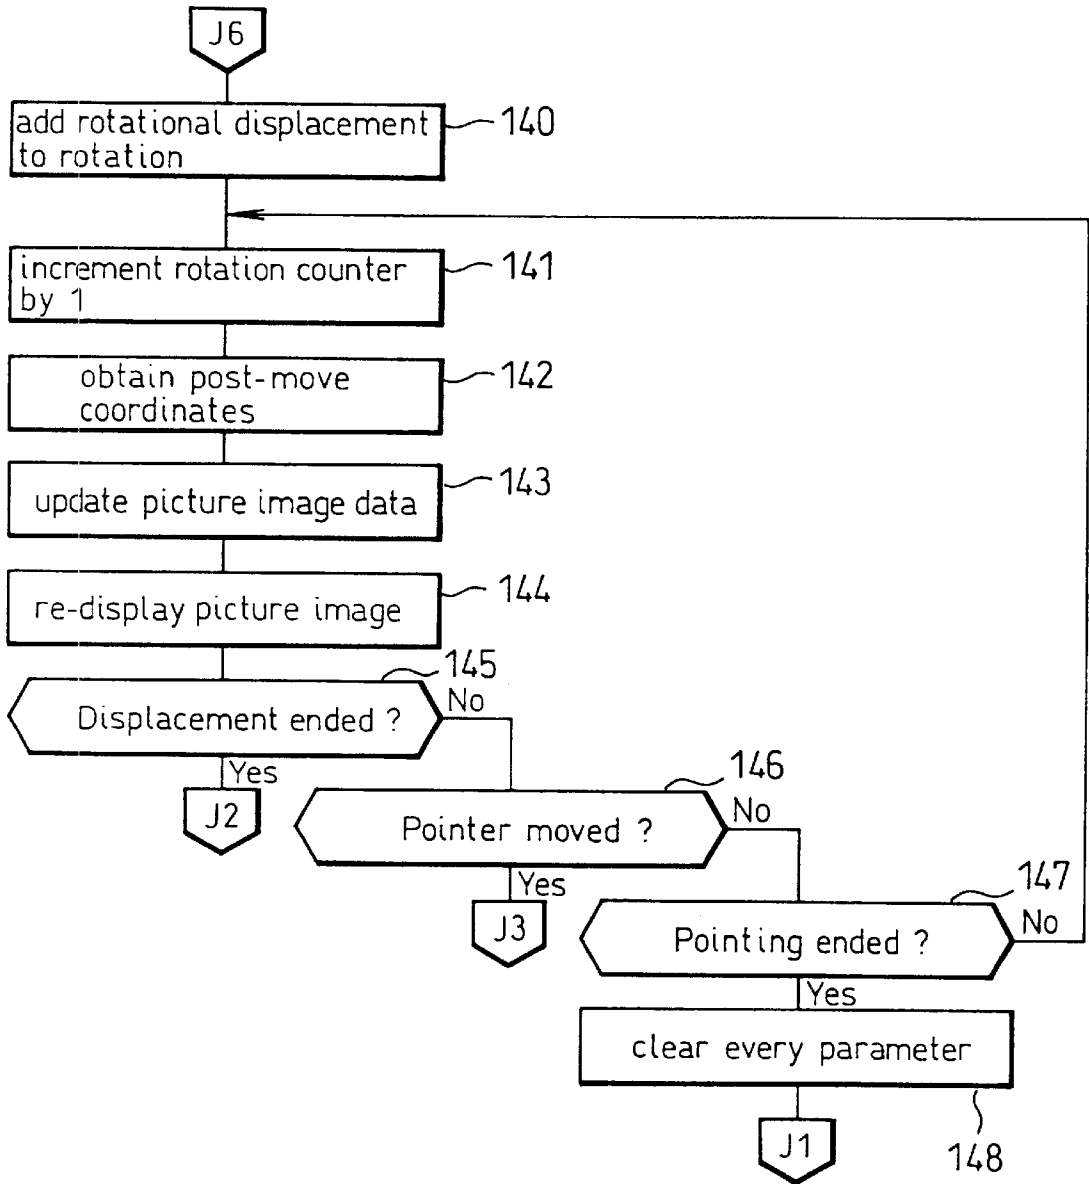 J6
add rotational displacement
to rotation
140
increment rotation counter
by 1
141
obtain post-move
coordinates
142
update picture image data
143
re-display picture image
144
145
Displacement ended ?
No
Yes
J2
146
Pointer moved ?
No
Yes
J3
147
Pointing ended ?
No
Yes
clear every parameter
148
J1